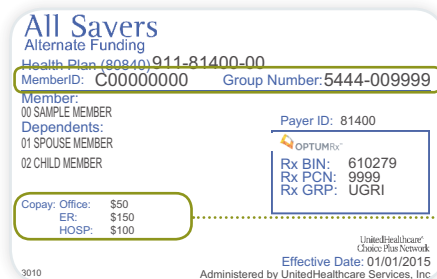 All Savers
Alternate Funding
Health Plan (80840) 911-81400-00
MemberID: C00000000 Group Number: 5444-009999
Member:
00 SAMPLE MEMBER
Dependents:
01 SPOUSE MEMBER
02 CHILD MEMBER
Payer ID: 81400
OPTUMRx™
Rx BIN: 610279
Rx PCN: 9999
Rx GRP: UGRI
Copay: Office: $50
ER: $150
HOSP: $100
UnitedHealthcare®
Choice Plus Network
Effective Date: 01/01/2015
3010 Administered by UnitedHealthcare Services, Inc